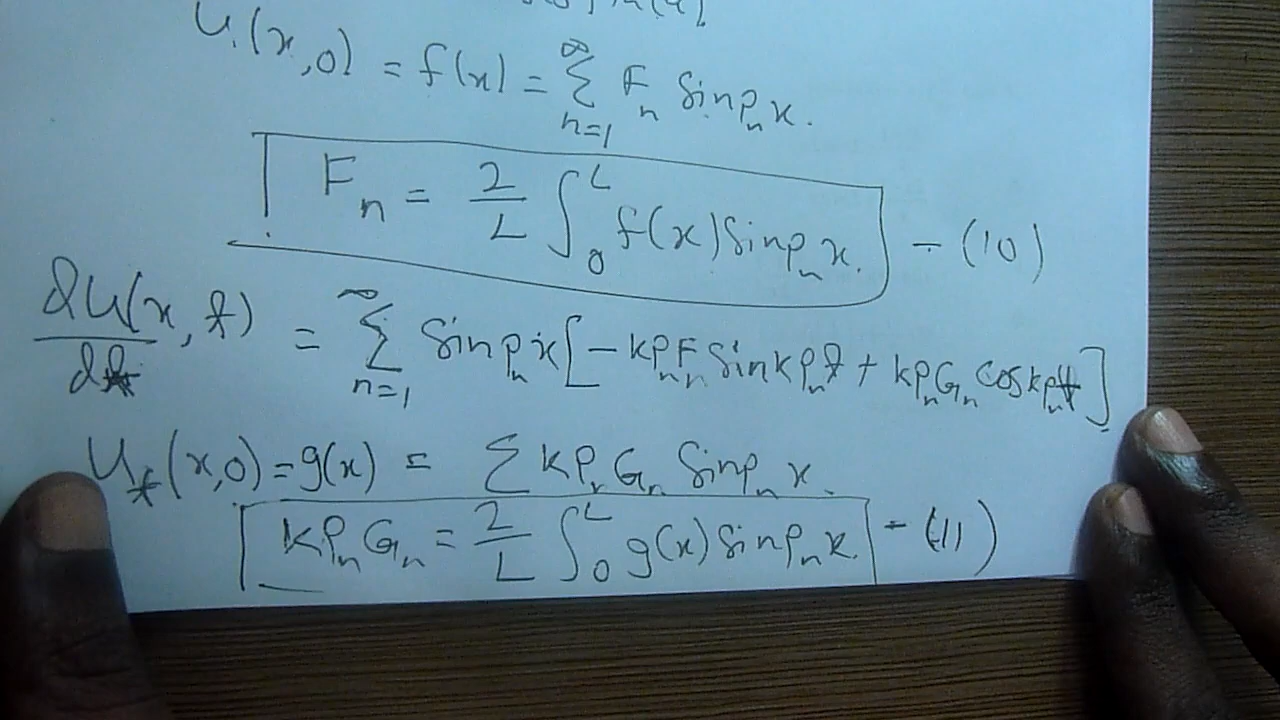 U(x,0) = f(x) = ∑_{n=1}^{∞} F_n Sin p_n x.
F_n = 2/L ∫_0^L f(x) Sin p_n x. - (10)
∂U(x,t)/∂t = ∑_{n=1}^{∞} Sin p_n x [-kp_n F_n Sin kp_n t + kp_n G_n Cos kp_n t]
U_t(x,0) = g(x) = ∑ kp_n G_n Sin p_n x.
kp_n G_n = 2/L ∫_0^L g(x) Sin p_n x. - (11)